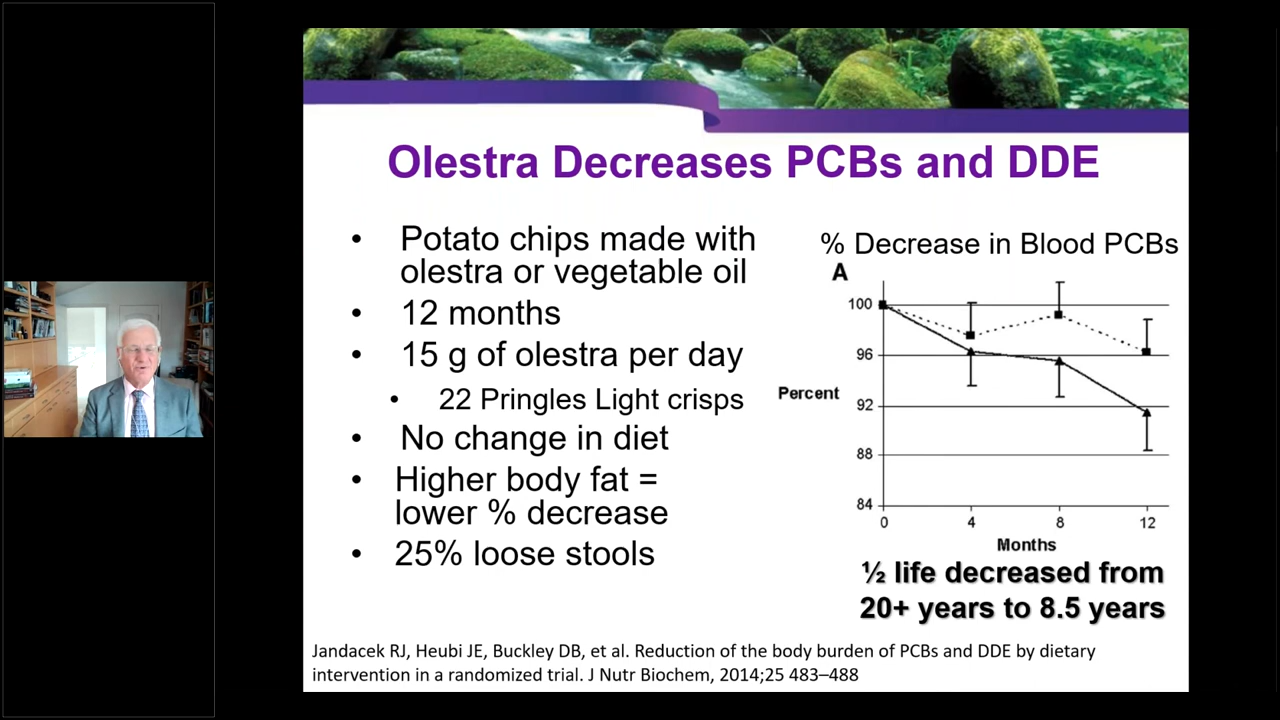 Olestra Decreases PCBs and DDE
• Potato chips made with
olestra or vegetable oil
• 12 months
• 15 g of olestra per day
• 22 Pringles Light crisps
• No change in diet
• Higher body fat =
lower % decrease
• 25% loose stools
% Decrease in Blood PCBs
A
100
96
Percent
92
88
84
0 4 8 12
Months
½ life decreased from
20+ years to 8.5 years
Jandacek RJ, Heubi JE, Buckley DB, et al. Reduction of the body burden of PCBs and DDE by dietary
intervention in a randomized trial. J Nutr Biochem, 2014;25 483–488